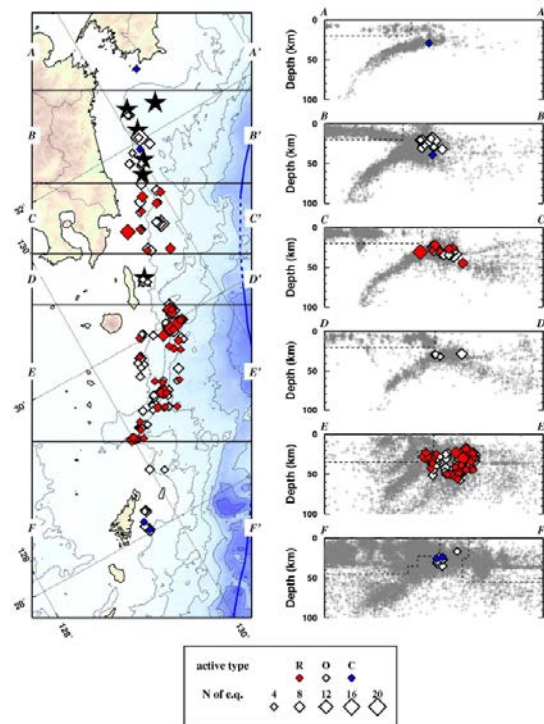 A A'
B B'
C C'
D D'
E E'
F F'
32°
130°
30°
128°
28°
128°
130°
A A
0
50
100
Depth (km)
B B
0
50
100
Depth (km)
C C
0
50
100
Depth (km)
D D
0
50
100
Depth (km)
E E
0
50
100
Depth (km)
F F
0
50
100
Depth (km)
active type R O C
N of e.q. 4 8 12 16 20